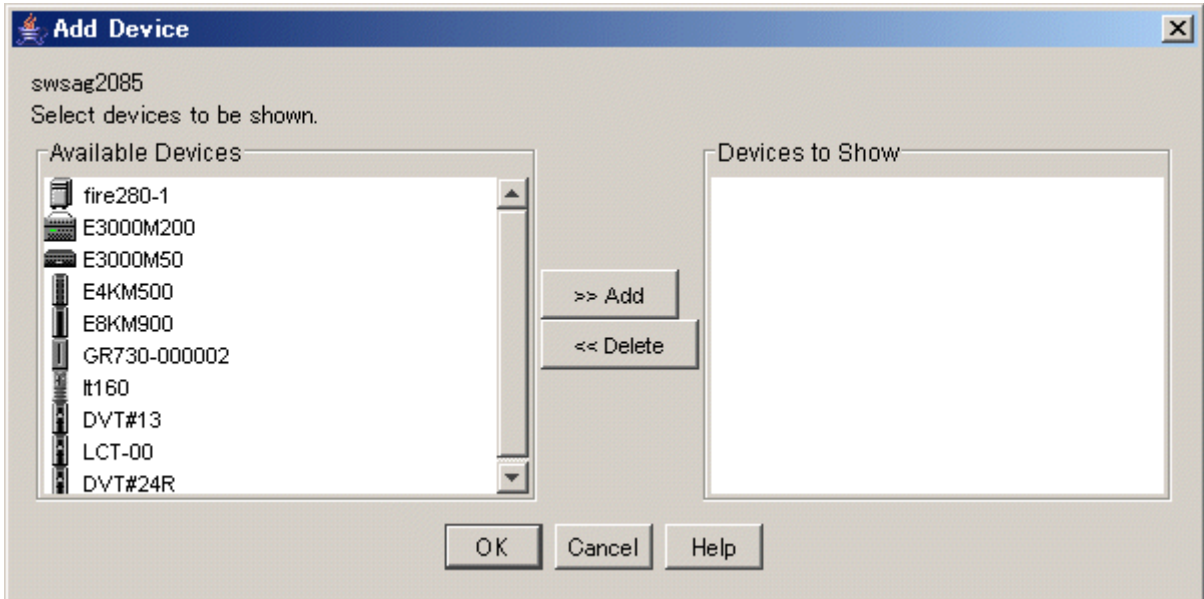 Add Device
swsag2085
Select devices to be shown.
Available Devices
Devices to Show
fire280-1
E3000M200
E3000M50
E4KM500
E8KM900
GR730-000002
lt160
DVT#13
LCT-00
DVT#24R
>> Add
<< Delete
OK
Cancel
Help